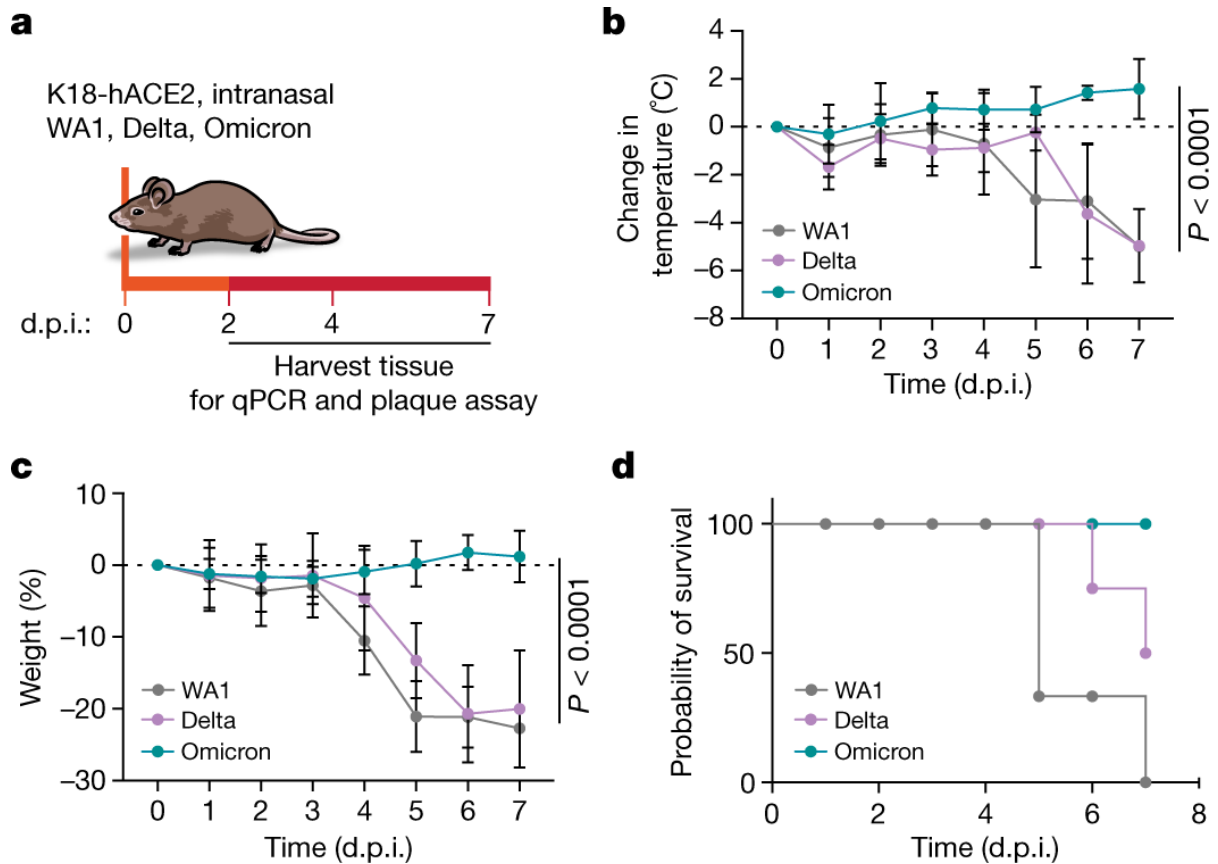 a
K18-hACE2, intranasal
WA1, Delta, Omicron
d.p.i.: 0 2 4 7
Harvest tissue
for qPCR and plaque assay
b
Change in
temperature (°C)
4
2
0
−2
−4
−6
−8
WA1
Delta
Omicron
0 1 2 3 4 5 6 7
Time (d.p.i.)
P < 0.0001
c
Weight (%)
10
0
−10
−20
−30
WA1
Delta
Omicron
0 1 2 3 4 5 6 7
Time (d.p.i.)
P < 0.0001
d
Probability of survival
100
50
0
WA1
Delta
Omicron
0 2 4 6 8
Time (d.p.i.)